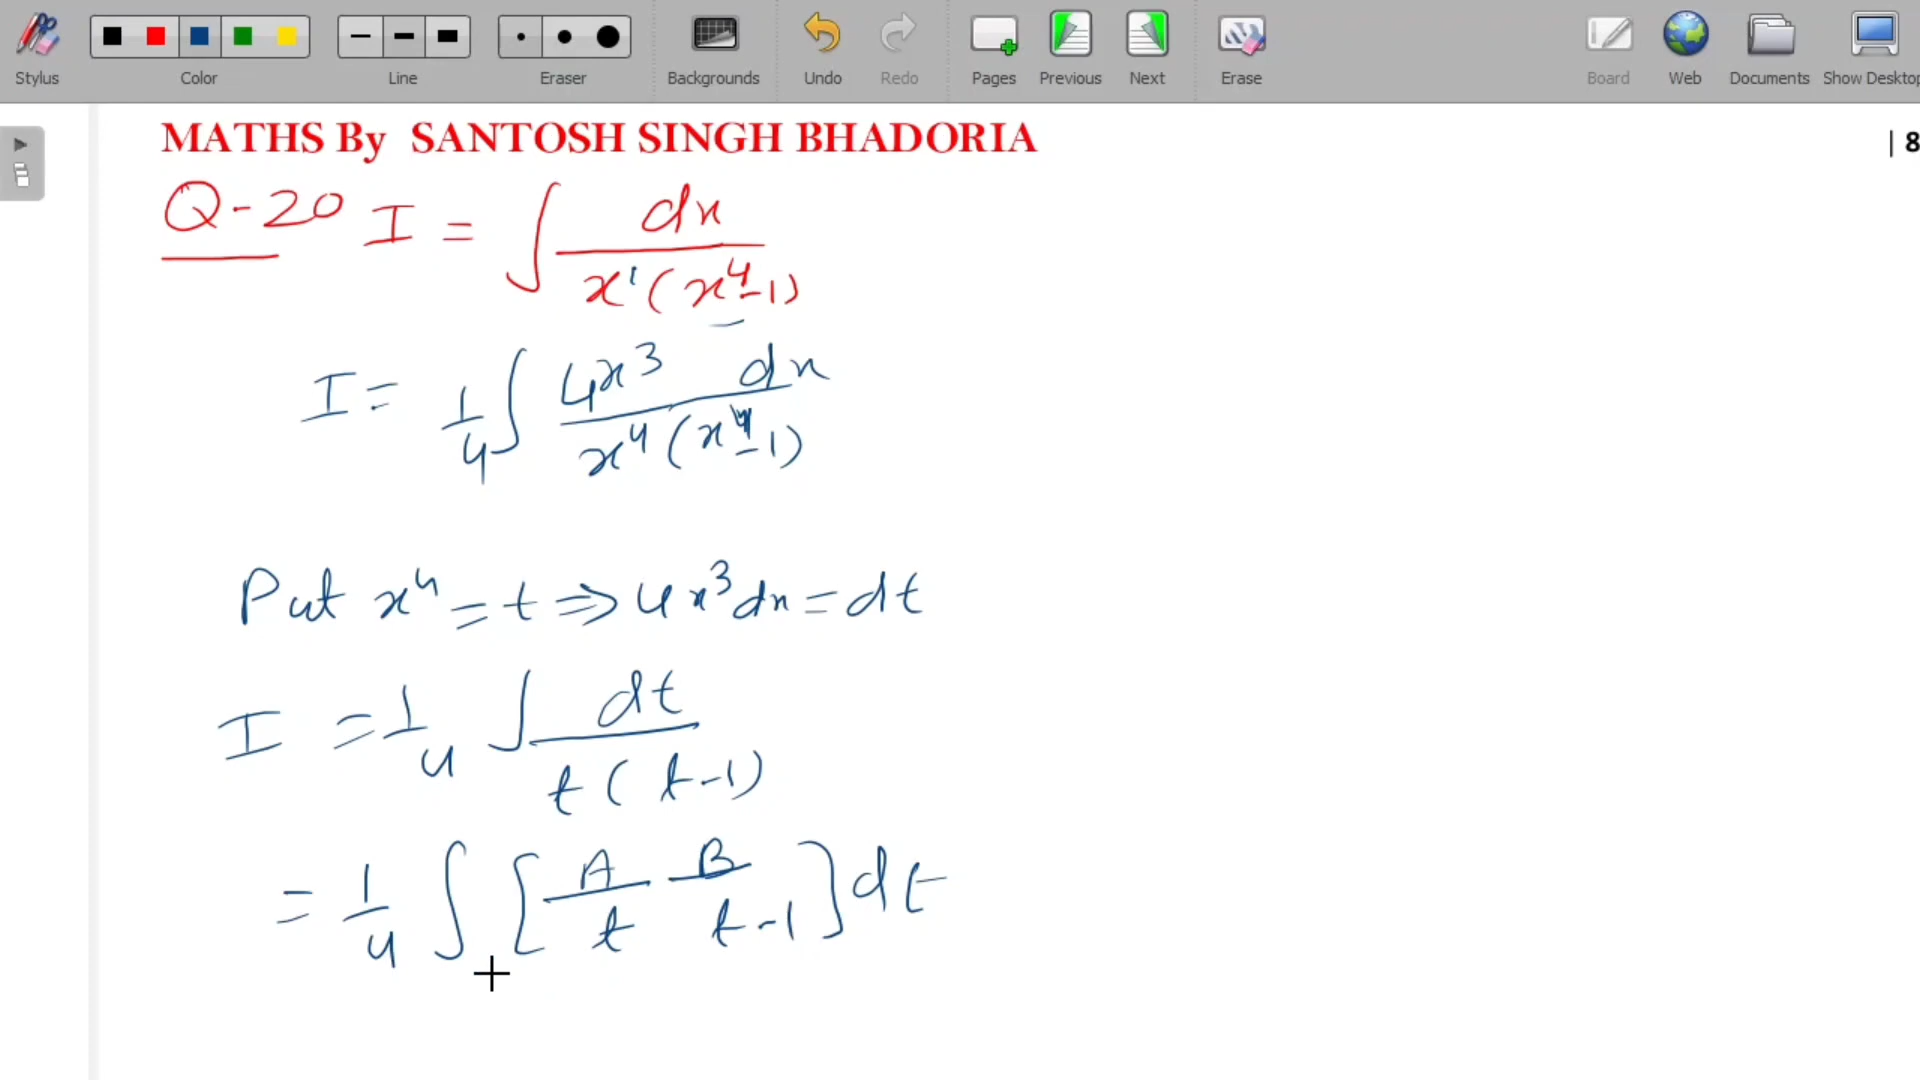 Stylus Color Line Eraser Backgrounds Undo Redo Pages Previous Next Erase Board Web Documents Show Desktop
MATHS By SANTOSH SINGH BHADORIA
| 8
Q-20 I = ∫ dx / x¹(x⁴-1)
I = 1/4 ∫ 4x³ dx / x⁴(x⁴-1)
Put x⁴ = t ⇒ 4x³dx = dt
I = 1/4 ∫ dt / t(t-1)
= 1/4 ∫ [A/t B/t-1] dt